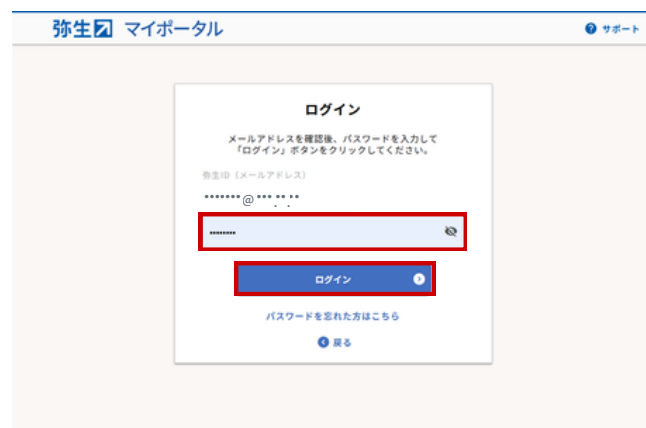 弥生 マイポータル
? サポート
ログイン
メールアドレスを確認後、パスワードを入力して
「ログイン」ボタンをクリックしてください。
弥生ID（メールアドレス）
•••••••@•••.••.••
••••••••
ログイン
パスワードを忘れた方はこちら
戻る